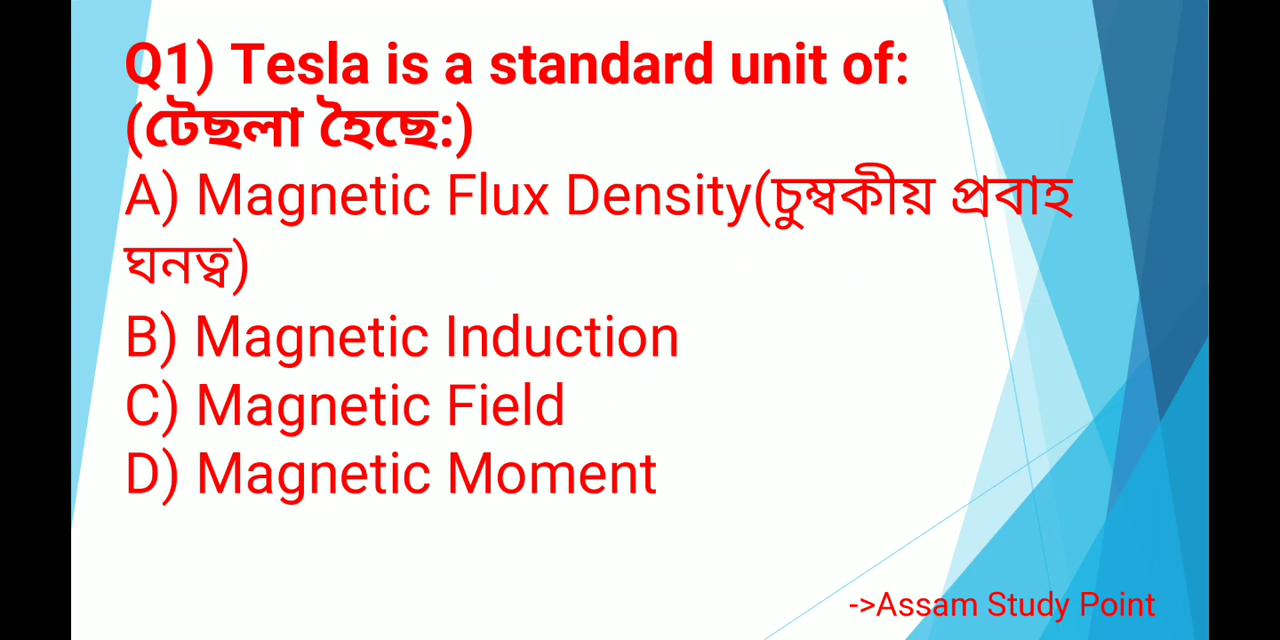 Q1) Tesla is a standard unit of:
(টেছলা হৈছে:)
A) Magnetic Flux Density(চুম্বকীয় প্ৰবাহ
ঘনত্ব)
B) Magnetic Induction
C) Magnetic Field
D) Magnetic Moment
->Assam Study Point